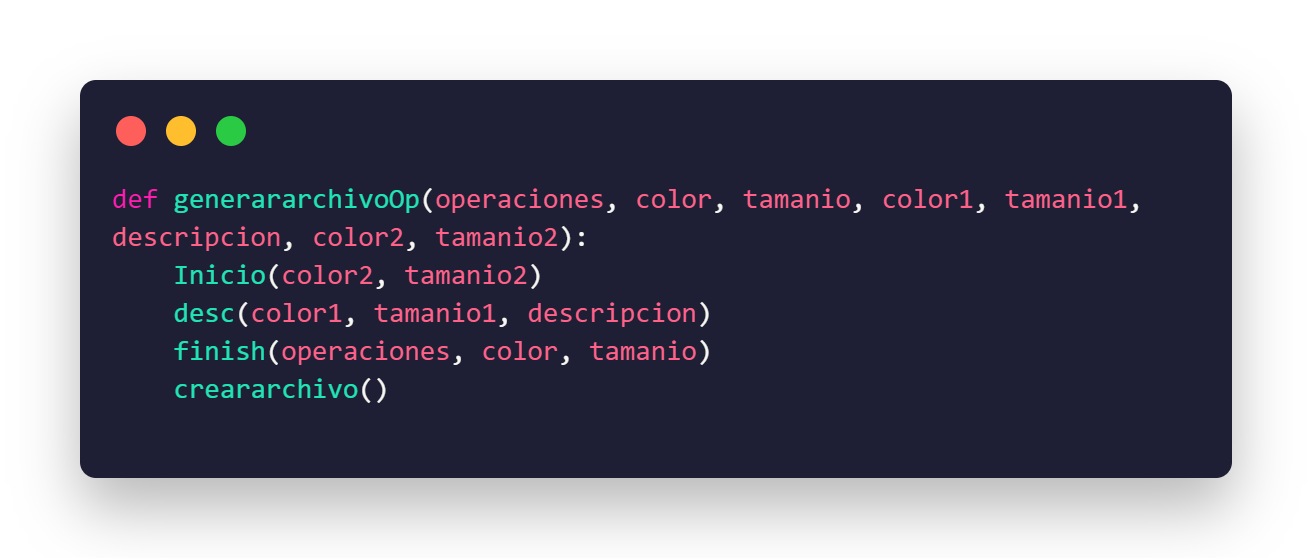 def generararchivoOp(operaciones, color, tamanio, color1, tamanio1,
descripcion, color2, tamanio2):
    Inicio(color2, tamanio2)
    desc(color1, tamanio1, descripcion)
    finish(operaciones, color, tamanio)
    creararchivo()